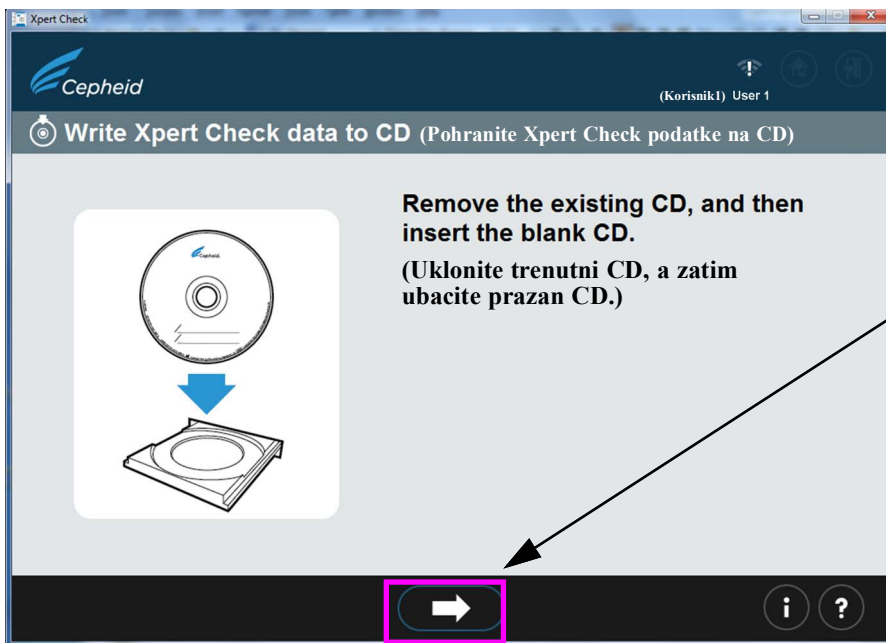 Xpert Check
Cepheid
(Korisnik1) User 1
Write Xpert Check data to CD (Pohranite Xpert Check podatke na CD)
Remove the existing CD, and then
insert the blank CD.
(Uklonite trenutni CD, a zatim
ubacite prazan CD.)
Cepheid
i ?